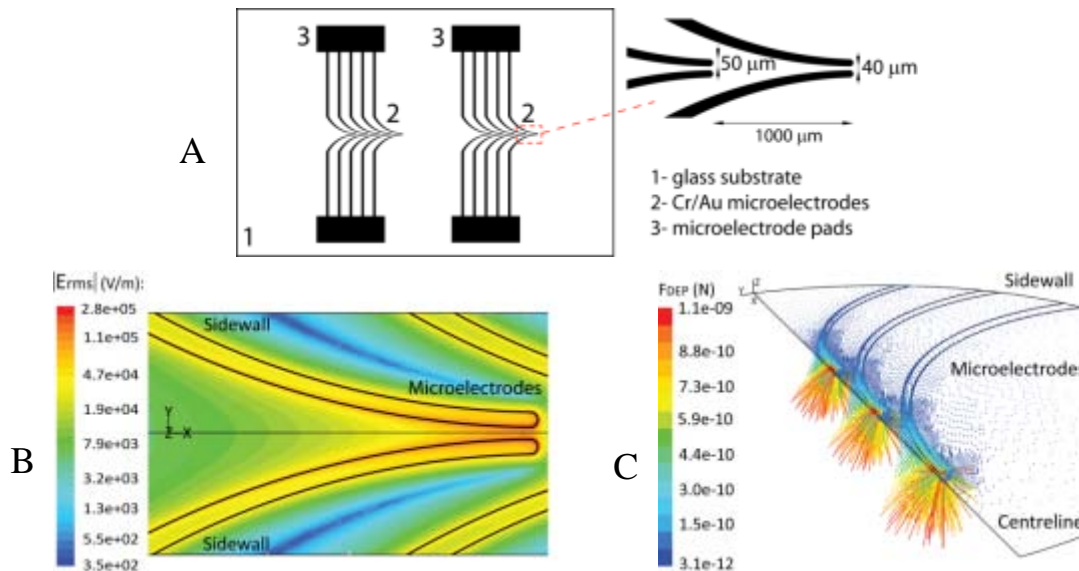 A
3
3
2
2
1
50 μm
40 μm
1000 μm
1- glass substrate
2- Cr/Au microelectrodes
3- microelectrode pads
B
|Erms| (V/m):
2.8e+05
1.1e+05
4.7e+04
1.9e+04
7.9e+03
3.2e+03
1.3e+03
5.5e+02
3.5e+02
Sidewall
Microelectrodes
Y
Z X
Sidewall
C
FDEP (N)
1.1e-09
8.8e-10
7.3e-10
5.9e-10
4.4e-10
3.0e-10
1.5e-10
3.1e-12
Y Z
X
Sidewall
Microelectrodes
Centreline